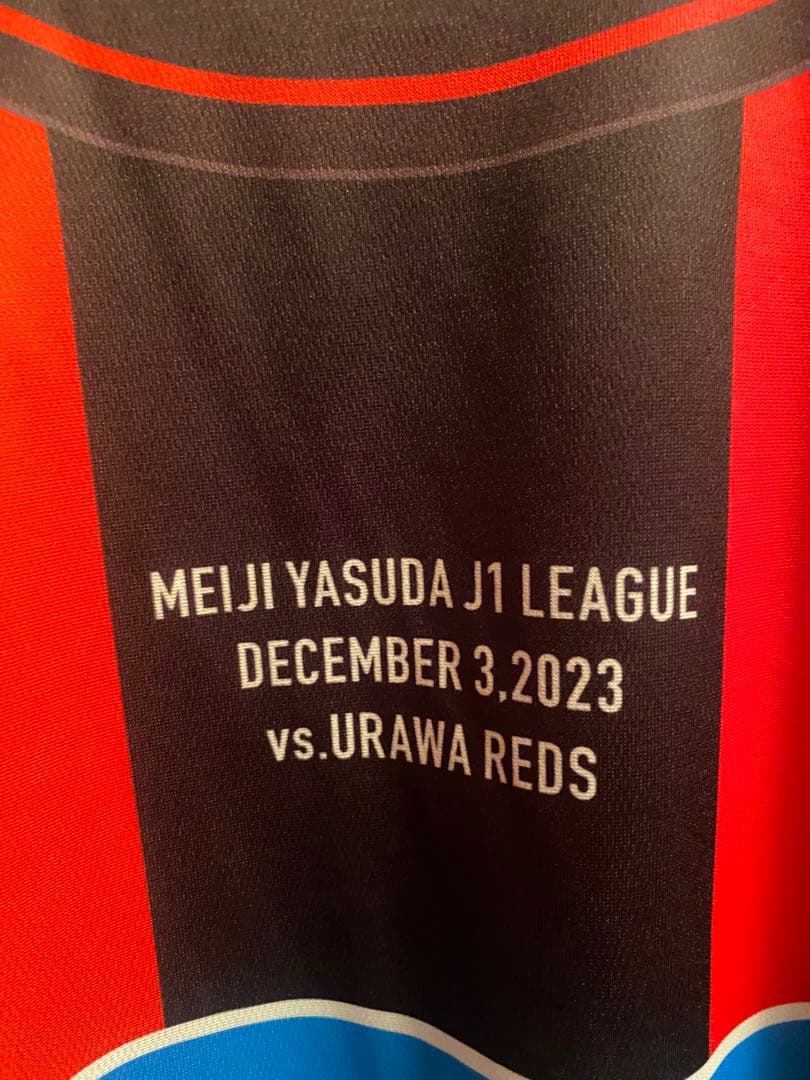 MEIJI YASUDA J1 LEAGUE
DECEMBER 3,2023
vs.URAWA REDS